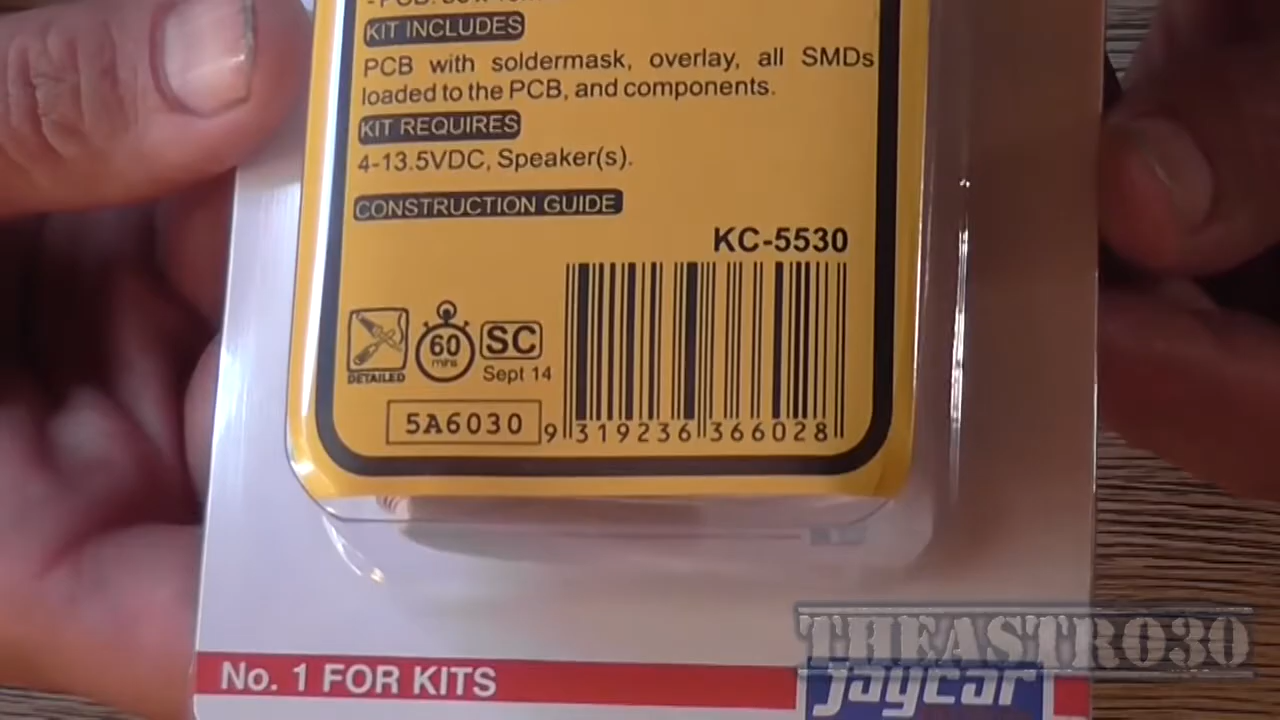 KIT INCLUDES
PCB with soldermask, overlay, all SMDs
loaded to the PCB, and components.
KIT REQUIRES
4-13.5VDC, Speaker(s).
CONSTRUCTION GUIDE
KC-5530
60
mins
SC
DETAILED
Sept 14
5A6030
9 319236 366028
THEASTRO30
No. 1 FOR KITS
jaycar